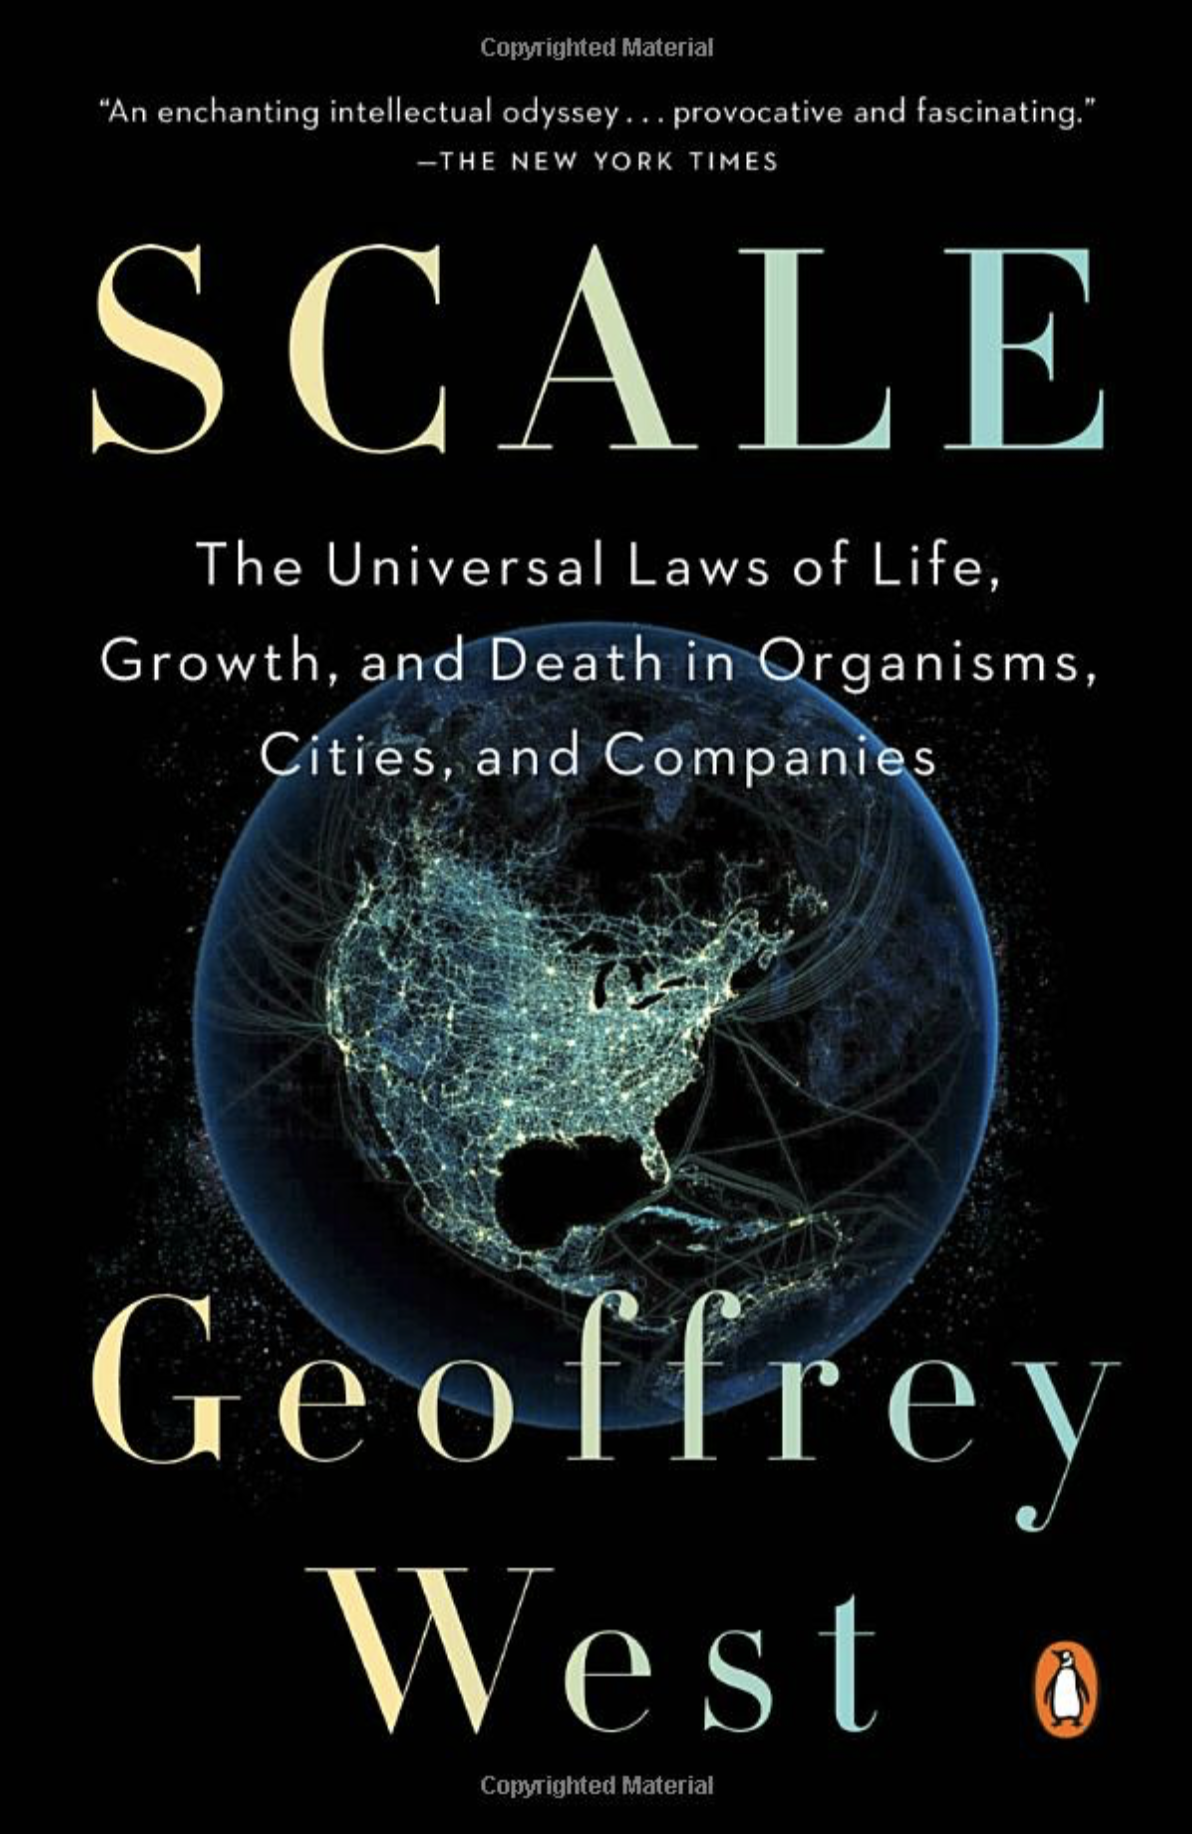 Copyrighted Material
“An enchanting intellectual odyssey . . . provocative and fascinating.”
—THE NEW YORK TIMES
SCALE
The Universal Laws of Life,
Growth, and Death in Organisms,
Cities, and Companies
Geoffrey
West
Copyrighted Material